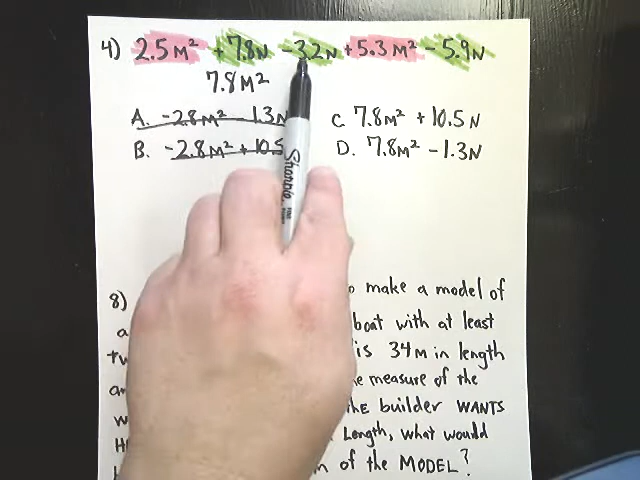 4) 2.5M² + 7.8N - 3.2N + 5.3M² - 5.9N
7.8M²
A. -2.8M² 1.3N
B. -2.8M² + 10.5
C. 7.8M² + 10.5N
D. 7.8M² - 1.3N
Sharpie
8) make a model of
boat with at least
is 34M in length
measure of the
builder WANTS
Length, what would
of the MODEL?